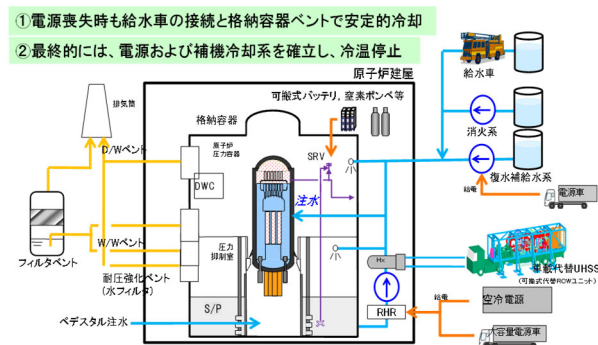 ①電源喪失時も給水車の接続と格納容器ベントで安定的冷却
②最終的には、電源および補機冷却系を確立し、冷温停止
原子炉建屋
給水車
可搬式バッテリ，窒素ボンベ等
排気筒
格納容器
消火系
D/Wベント
原子炉
圧力容器
SRV
DWC
復水補給水系
給電
電源車
注水
W/Wベント
圧力
抑制室
フィルタベント
Hx
車載代替UHSS
(可搬式代替RCWユニット)
耐圧強化ベント
(水フィルタ)
S/P
給電
空冷電源
RHR
ペデスタル注水
大容量電源車